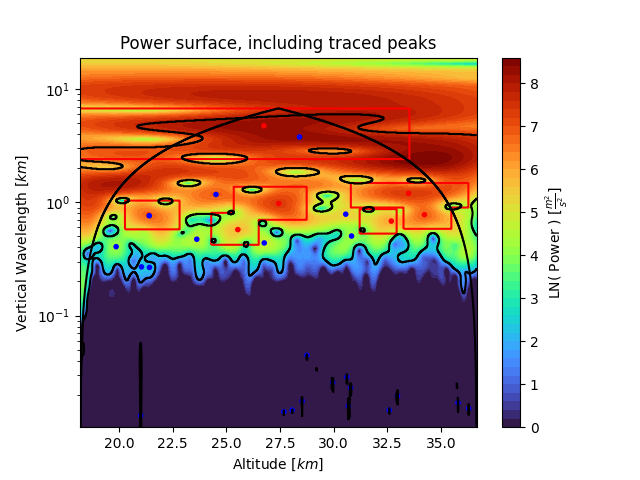 Power surface, including traced peaks
Vertical Wavelength [km]
10¹
10⁰
10⁻¹
20.0 22.5 25.0 27.5 30.0 32.5 35.0
Altitude [km]
8
7
6
5
4
3
2
1
0
LN( Power ) [m²/s²]